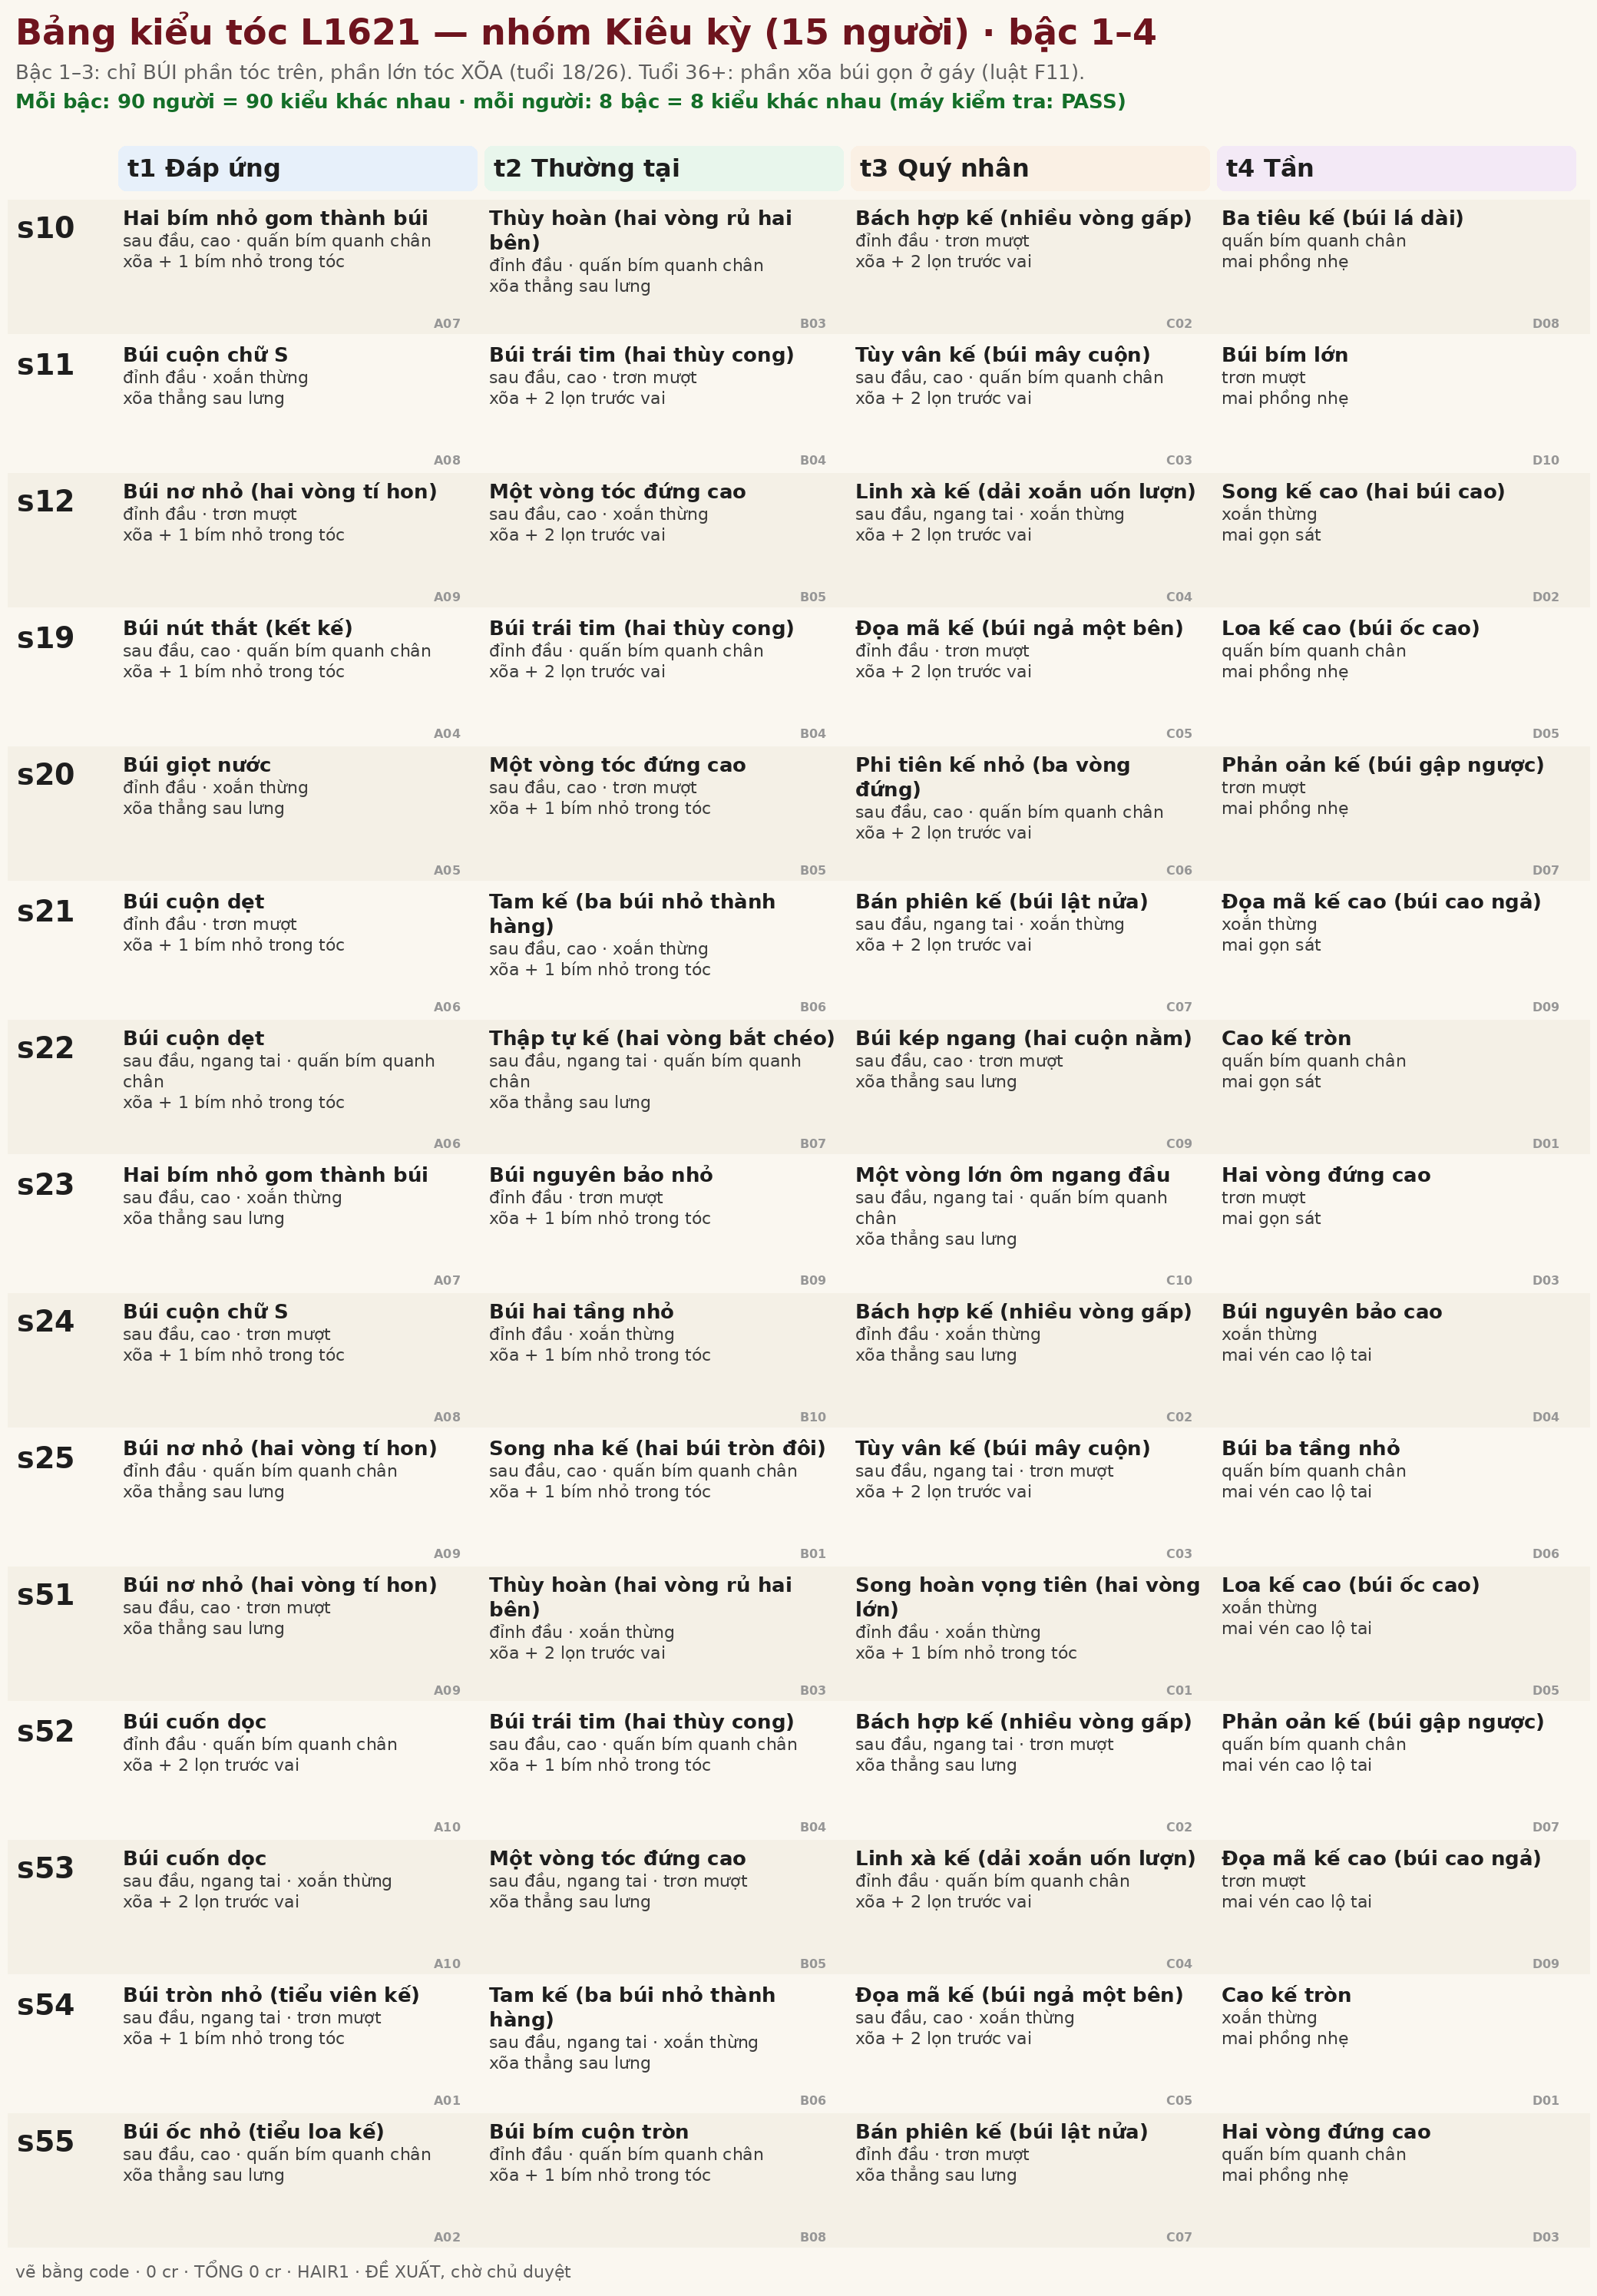 Bảng kiểu tóc L1621 — nhóm Kiêu kỳ (15 người) · bậc 1–4
Bậc 1–3: chỉ BÚI phần tóc trên, phần lớn tóc XÕA (tuổi 18/26). Tuổi 36+: phần xõa búi gọn ở gáy (luật F11).
Mỗi bậc: 90 người = 90 kiểu khác nhau · mỗi người: 8 bậc = 8 kiểu khác nhau (máy kiểm tra: PASS)
t1 Đáp ứng
t2 Thường tại
t3 Quý nhân
t4 Tần
s10
Hai bím nhỏ gom thành búi
sau đầu, cao · quấn bím quanh chân
xõa + 1 bím nhỏ trong tóc
A07
Thùy hoàn (hai vòng rủ hai
bên)
đỉnh đầu · quấn bím quanh chân
xõa thẳng sau lưng
B03
Bách hợp kế (nhiều vòng gấp)
đỉnh đầu · trơn mượt
xõa + 2 lọn trước vai
C02
Ba tiêu kế (búi lá dài)
quấn bím quanh chân
mai phồng nhẹ
D08
s11
Búi cuộn chữ S
đỉnh đầu · xoắn thừng
xõa thẳng sau lưng
A08
Búi trái tim (hai thùy cong)
sau đầu, cao · trơn mượt
xõa + 2 lọn trước vai
B04
Tùy vân kế (búi mây cuộn)
sau đầu, cao · quấn bím quanh chân
xõa + 2 lọn trước vai
C03
Búi bím lớn
trơn mượt
mai phồng nhẹ
D10
s12
Búi nơ nhỏ (hai vòng tí hon)
đỉnh đầu · trơn mượt
xõa + 1 bím nhỏ trong tóc
A09
Một vòng tóc đứng cao
sau đầu, cao · xoắn thừng
xõa + 2 lọn trước vai
B05
Linh xà kế (dải xoắn uốn lượn)
sau đầu, ngang tai · xoắn thừng
xõa + 2 lọn trước vai
C04
Song kế cao (hai búi cao)
xoắn thừng
mai gọn sát
D02
s19
Búi nút thắt (kết kế)
sau đầu, cao · quấn bím quanh chân
xõa + 1 bím nhỏ trong tóc
A04
Búi trái tim (hai thùy cong)
đỉnh đầu · quấn bím quanh chân
xõa + 2 lọn trước vai
B04
Đọa mã kế (búi ngả một bên)
đỉnh đầu · trơn mượt
xõa + 2 lọn trước vai
C05
Loa kế cao (búi ốc cao)
quấn bím quanh chân
mai phồng nhẹ
D05
s20
Búi giọt nước
đỉnh đầu · xoắn thừng
xõa thẳng sau lưng
A05
Một vòng tóc đứng cao
sau đầu, cao · trơn mượt
xõa + 1 bím nhỏ trong tóc
B05
Phi tiên kế nhỏ (ba vòng
đứng)
sau đầu, cao · quấn bím quanh chân
xõa + 2 lọn trước vai
C06
Phản oản kế (búi gập ngược)
trơn mượt
mai phồng nhẹ
D07
s21
Búi cuộn dẹt
đỉnh đầu · trơn mượt
xõa + 1 bím nhỏ trong tóc
A06
Tam kế (ba búi nhỏ thành
hàng)
sau đầu, cao · xoắn thừng
xõa + 1 bím nhỏ trong tóc
B06
Bán phiên kế (búi lật nửa)
sau đầu, ngang tai · xoắn thừng
xõa + 2 lọn trước vai
C07
Đọa mã kế cao (búi cao ngả)
xoắn thừng
mai gọn sát
D09
s22
Búi cuộn dẹt
sau đầu, ngang tai · quấn bím quanh
chân
xõa + 1 bím nhỏ trong tóc
A06
Thập tự kế (hai vòng bắt chéo)
sau đầu, ngang tai · quấn bím quanh
chân
xõa thẳng sau lưng
B07
Búi kép ngang (hai cuộn nằm)
sau đầu, cao · trơn mượt
xõa thẳng sau lưng
C09
Cao kế tròn
quấn bím quanh chân
mai gọn sát
D01
s23
Hai bím nhỏ gom thành búi
sau đầu, cao · xoắn thừng
xõa thẳng sau lưng
A07
Búi nguyên bảo nhỏ
đỉnh đầu · trơn mượt
xõa + 1 bím nhỏ trong tóc
B09
Một vòng lớn ôm ngang đầu
sau đầu, ngang tai · quấn bím quanh
chân
xõa thẳng sau lưng
C10
Hai vòng đứng cao
trơn mượt
mai gọn sát
D03
s24
Búi cuộn chữ S
sau đầu, cao · trơn mượt
xõa + 1 bím nhỏ trong tóc
A08
Búi hai tầng nhỏ
đỉnh đầu · xoắn thừng
xõa + 1 bím nhỏ trong tóc
B10
Bách hợp kế (nhiều vòng gấp)
đỉnh đầu · xoắn thừng
xõa thẳng sau lưng
C02
Búi nguyên bảo cao
xoắn thừng
mai vén cao lộ tai
D04
s25
Búi nơ nhỏ (hai vòng tí hon)
đỉnh đầu · quấn bím quanh chân
xõa thẳng sau lưng
A09
Song nha kế (hai búi tròn đôi)
sau đầu, cao · quấn bím quanh chân
xõa + 1 bím nhỏ trong tóc
B01
Tùy vân kế (búi mây cuộn)
sau đầu, ngang tai · trơn mượt
xõa + 2 lọn trước vai
C03
Búi ba tầng nhỏ
quấn bím quanh chân
mai vén cao lộ tai
D06
s51
Búi nơ nhỏ (hai vòng tí hon)
sau đầu, cao · trơn mượt
xõa thẳng sau lưng
A09
Thùy hoàn (hai vòng rủ hai
bên)
đỉnh đầu · xoắn thừng
xõa + 2 lọn trước vai
B03
Song hoàn vọng tiên (hai vòng
lớn)
đỉnh đầu · xoắn thừng
xõa + 1 bím nhỏ trong tóc
C01
Loa kế cao (búi ốc cao)
xoắn thừng
mai vén cao lộ tai
D05
s52
Búi cuốn dọc
đỉnh đầu · quấn bím quanh chân
xõa + 2 lọn trước vai
A10
Búi trái tim (hai thùy cong)
sau đầu, cao · quấn bím quanh chân
xõa + 1 bím nhỏ trong tóc
B04
Bách hợp kế (nhiều vòng gấp)
sau đầu, ngang tai · trơn mượt
xõa thẳng sau lưng
C02
Phản oản kế (búi gập ngược)
quấn bím quanh chân
mai vén cao lộ tai
D07
s53
Búi cuốn dọc
sau đầu, ngang tai · xoắn thừng
xõa + 2 lọn trước vai
A10
Một vòng tóc đứng cao
sau đầu, ngang tai · trơn mượt
xõa thẳng sau lưng
B05
Linh xà kế (dải xoắn uốn lượn)
đỉnh đầu · quấn bím quanh chân
xõa + 2 lọn trước vai
C04
Đọa mã kế cao (búi cao ngả)
trơn mượt
mai vén cao lộ tai
D09
s54
Búi tròn nhỏ (tiểu viên kế)
sau đầu, ngang tai · trơn mượt
xõa + 1 bím nhỏ trong tóc
A01
Tam kế (ba búi nhỏ thành
hàng)
sau đầu, ngang tai · xoắn thừng
xõa thẳng sau lưng
B06
Đọa mã kế (búi ngả một bên)
sau đầu, cao · xoắn thừng
xõa + 2 lọn trước vai
C05
Cao kế tròn
xoắn thừng
mai phồng nhẹ
D01
s55
Búi ốc nhỏ (tiểu loa kế)
sau đầu, cao · quấn bím quanh chân
xõa thẳng sau lưng
A02
Búi bím cuộn tròn
đỉnh đầu · quấn bím quanh chân
xõa + 1 bím nhỏ trong tóc
B08
Bán phiên kế (búi lật nửa)
đỉnh đầu · trơn mượt
xõa thẳng sau lưng
C07
Hai vòng đứng cao
quấn bím quanh chân
mai phồng nhẹ
D03
vẽ bằng code · 0 cr · TỔNG 0 cr · HAIR1 · ĐỀ XUẤT, chờ chủ duyệt